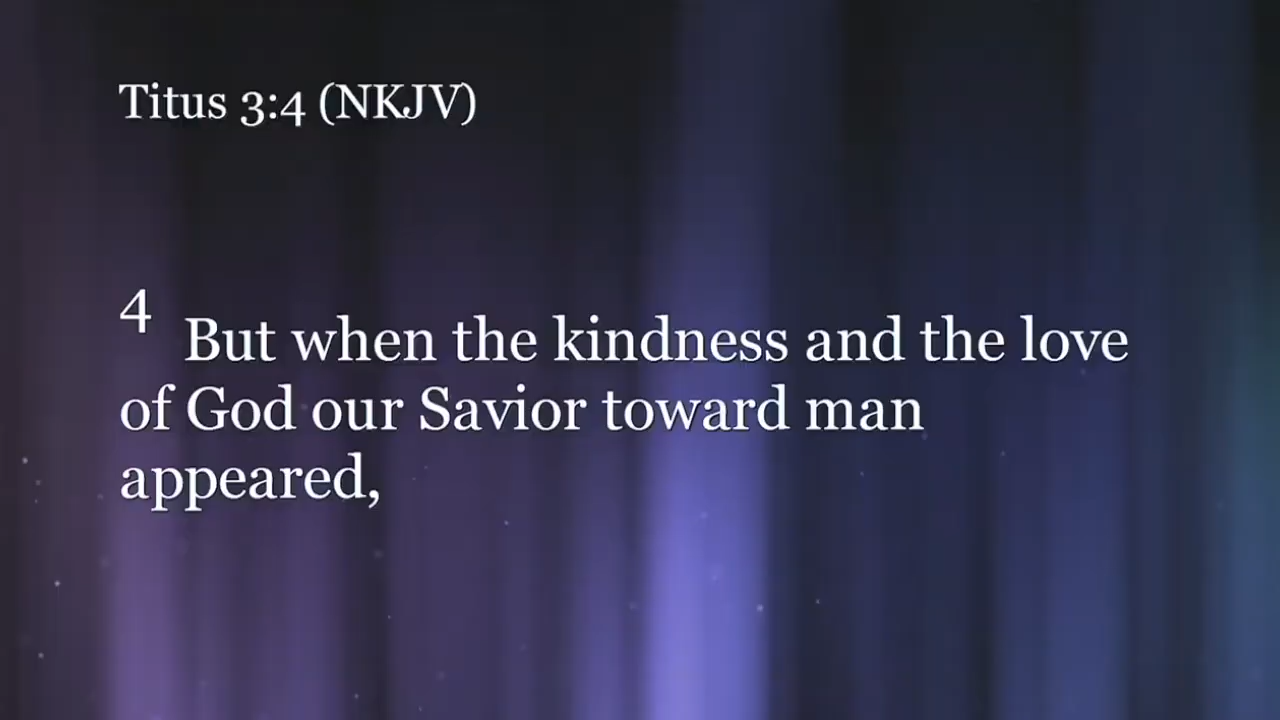 Titus 3:4 (NKJV)
4 But when the kindness and the love
of God our Savior toward man
appeared,